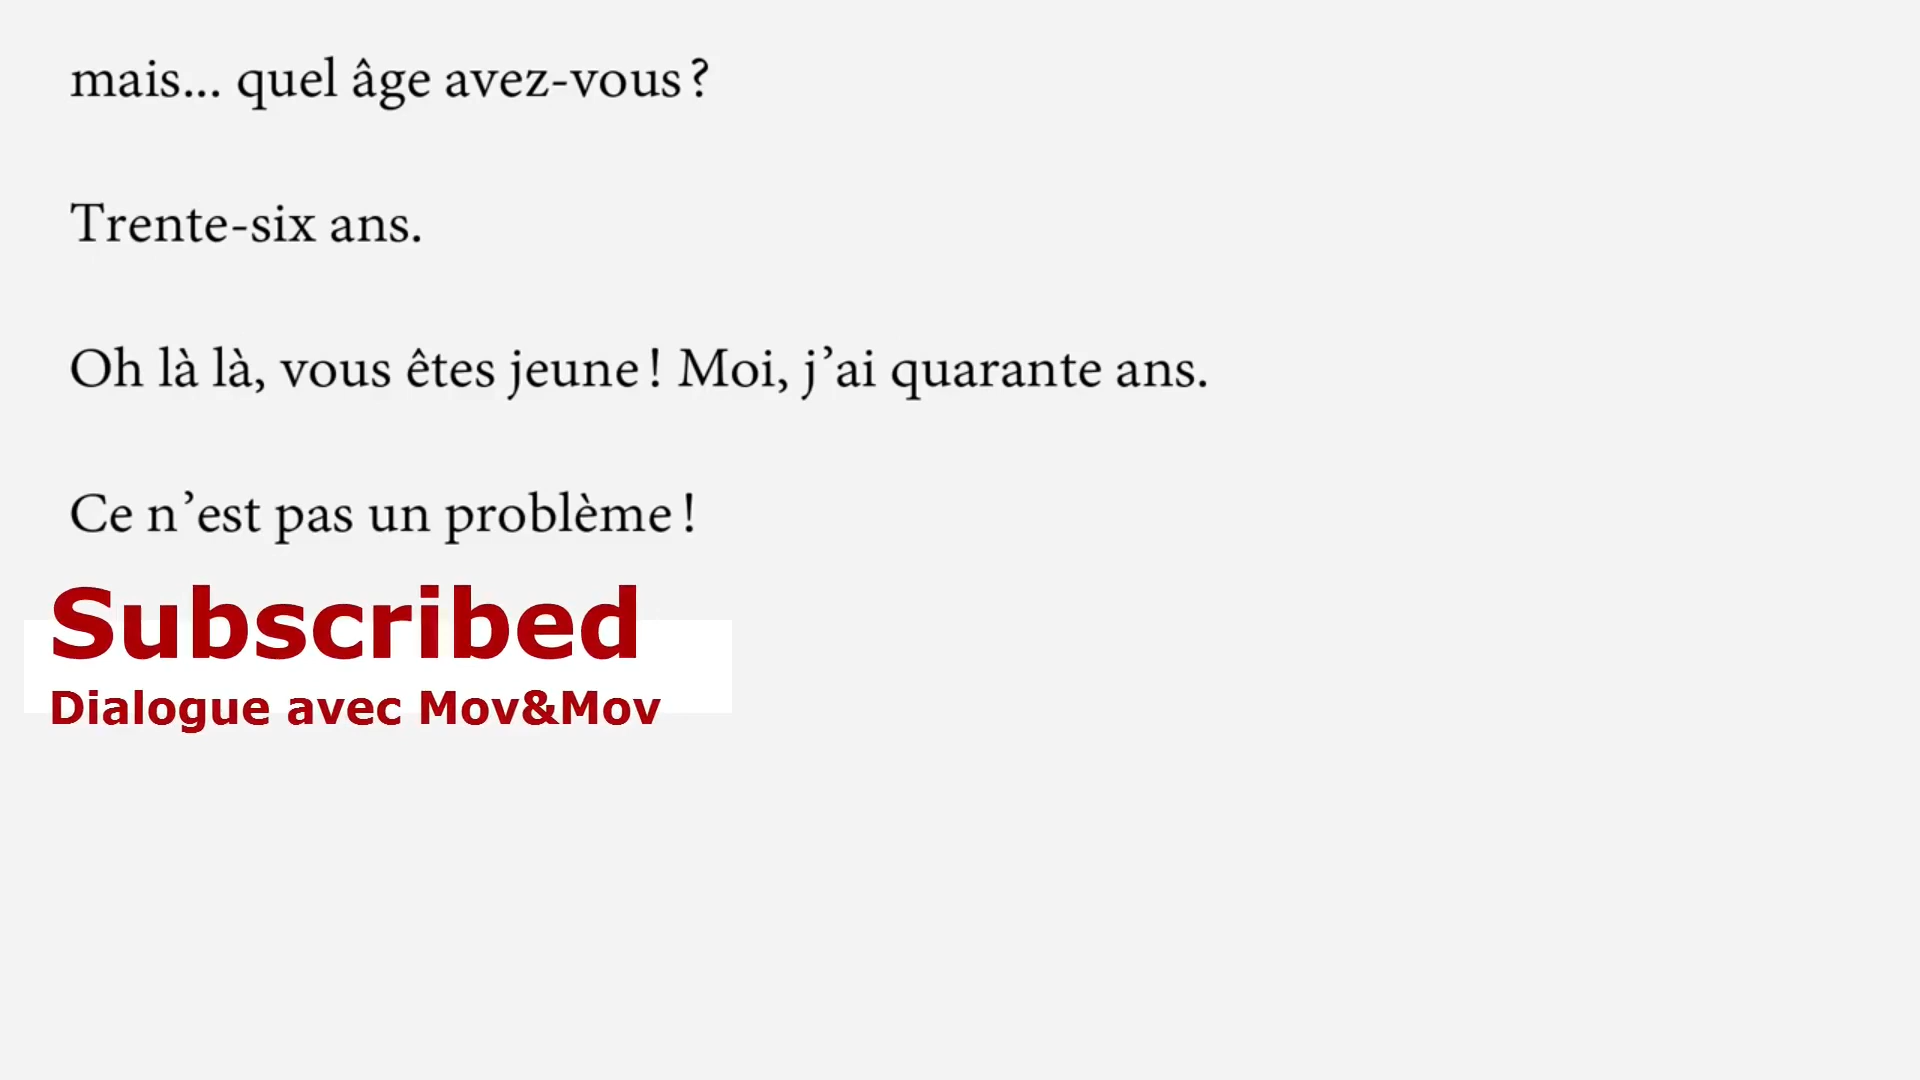 mais... quel âge avez-vous ?
Trente-six ans.
Oh là là, vous êtes jeune ! Moi, j’ai quarante ans.
Ce n’est pas un problème !
Subscribed
Dialogue avec Mov&Mov